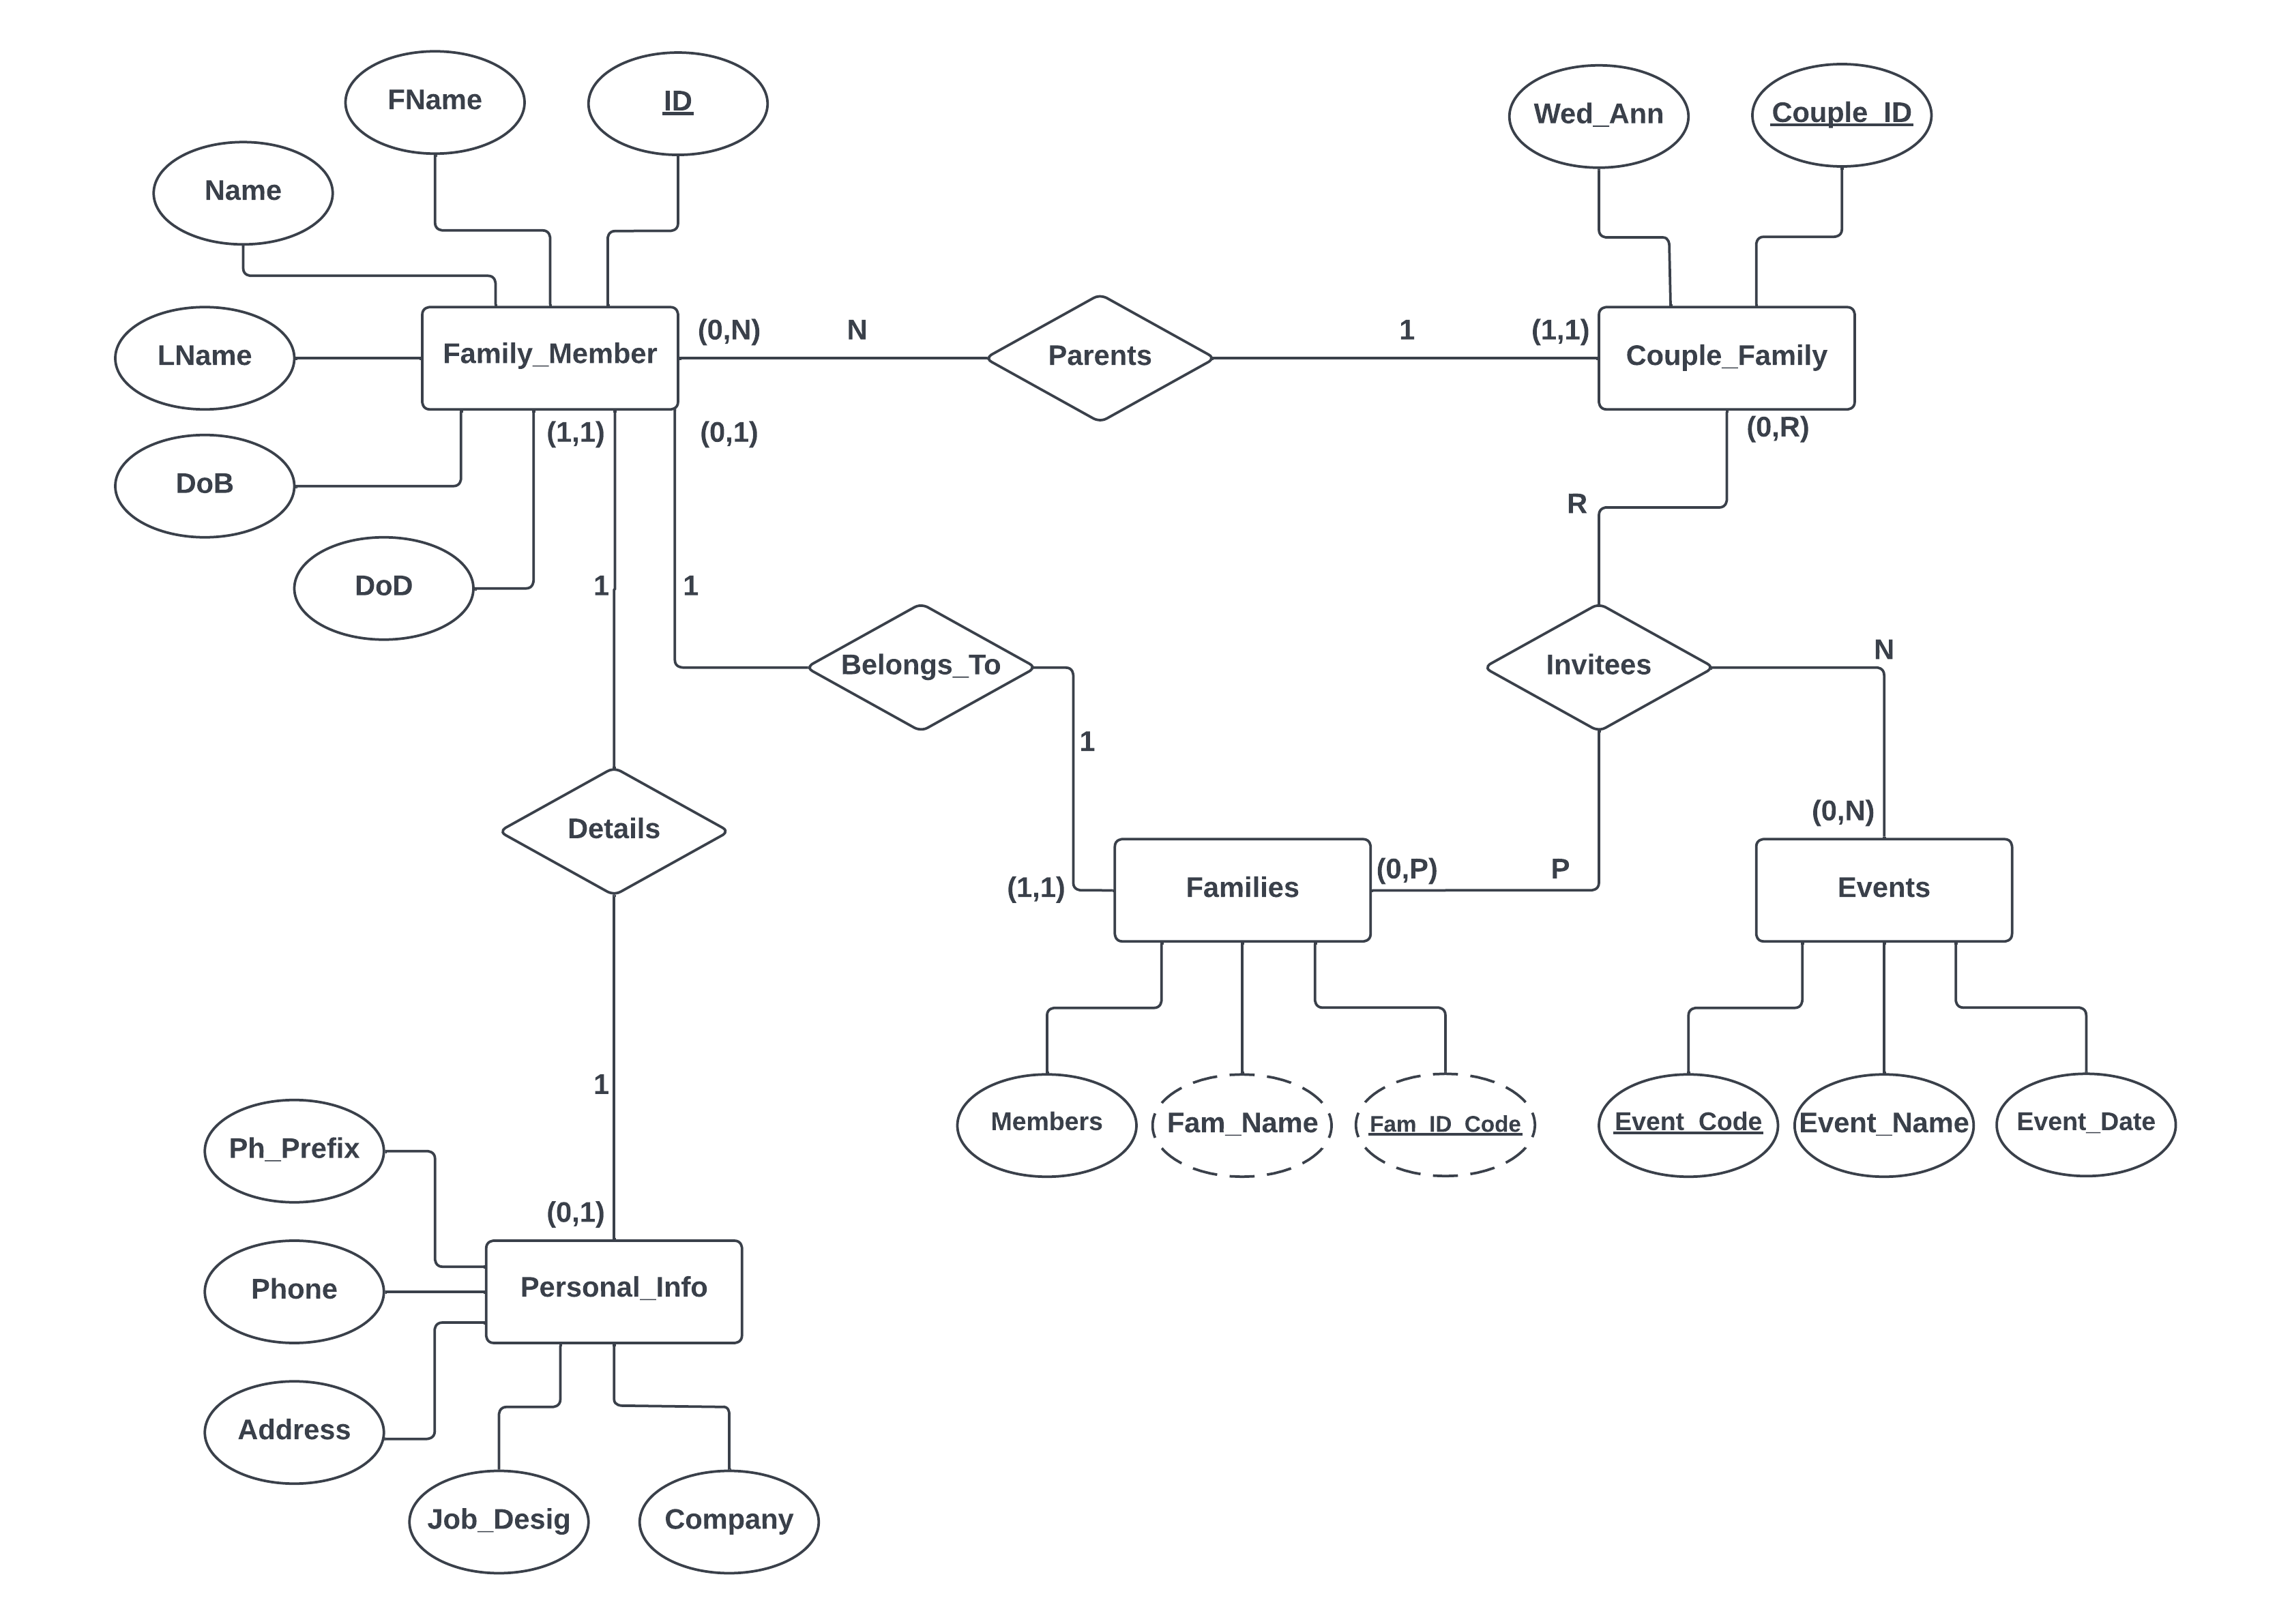 FName
ID
Wed_Ann
Couple_ID
Name
(0,N)
N
1
(1,1)
LName
Family_Member
Parents
Couple_Family
(1,1)
(0,1)
(0,R)
DoB
R
DoD
1
1
N
Belongs_To
Invitees
1
(0,N)
Details
(1,1)
Families
(0,P)
P
Events
1
Members
Fam_Name
Fam_ID_Code
Event_Code
Event_Name
Event_Date
Ph_Prefix
(0,1)
Phone
Personal_Info
Address
Job_Desig
Company